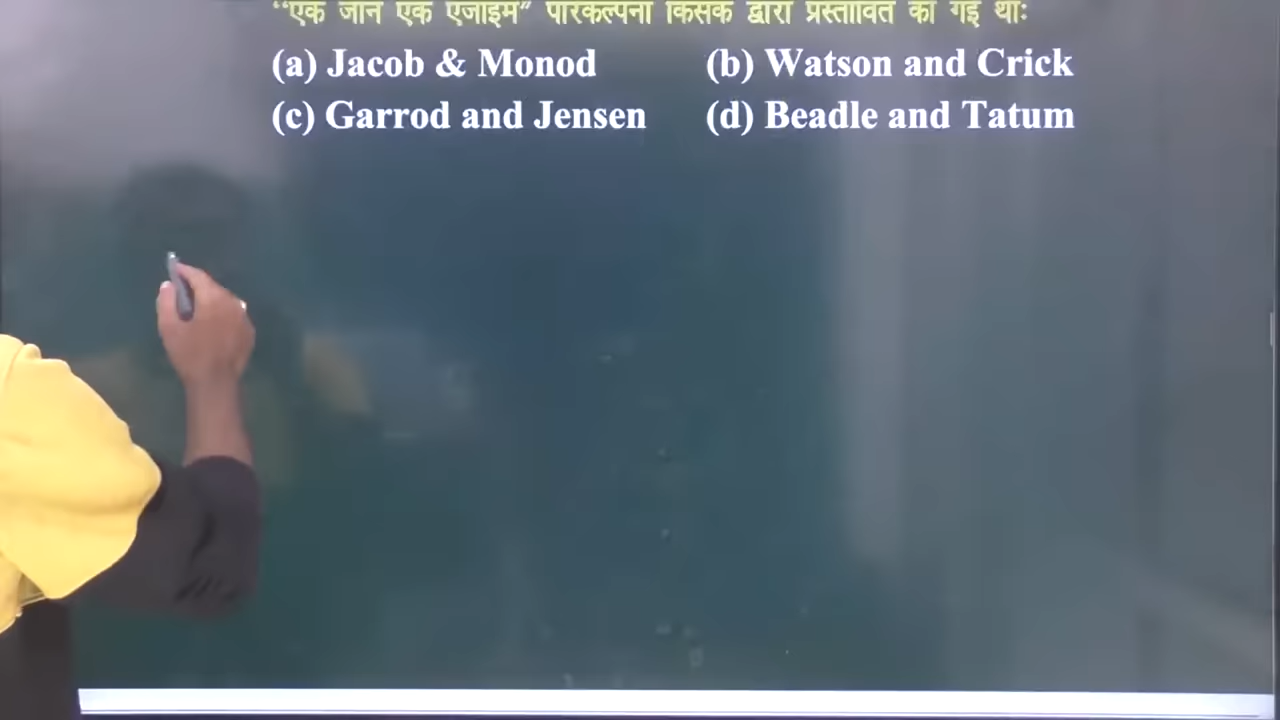 “एक जीन एक एंजाइम” परिकल्पना किसके द्वारा प्रस्तावित की गई थीः
(a) Jacob & Monod (b) Watson and Crick
(c) Garrod and Jensen (d) Beadle and Tatum